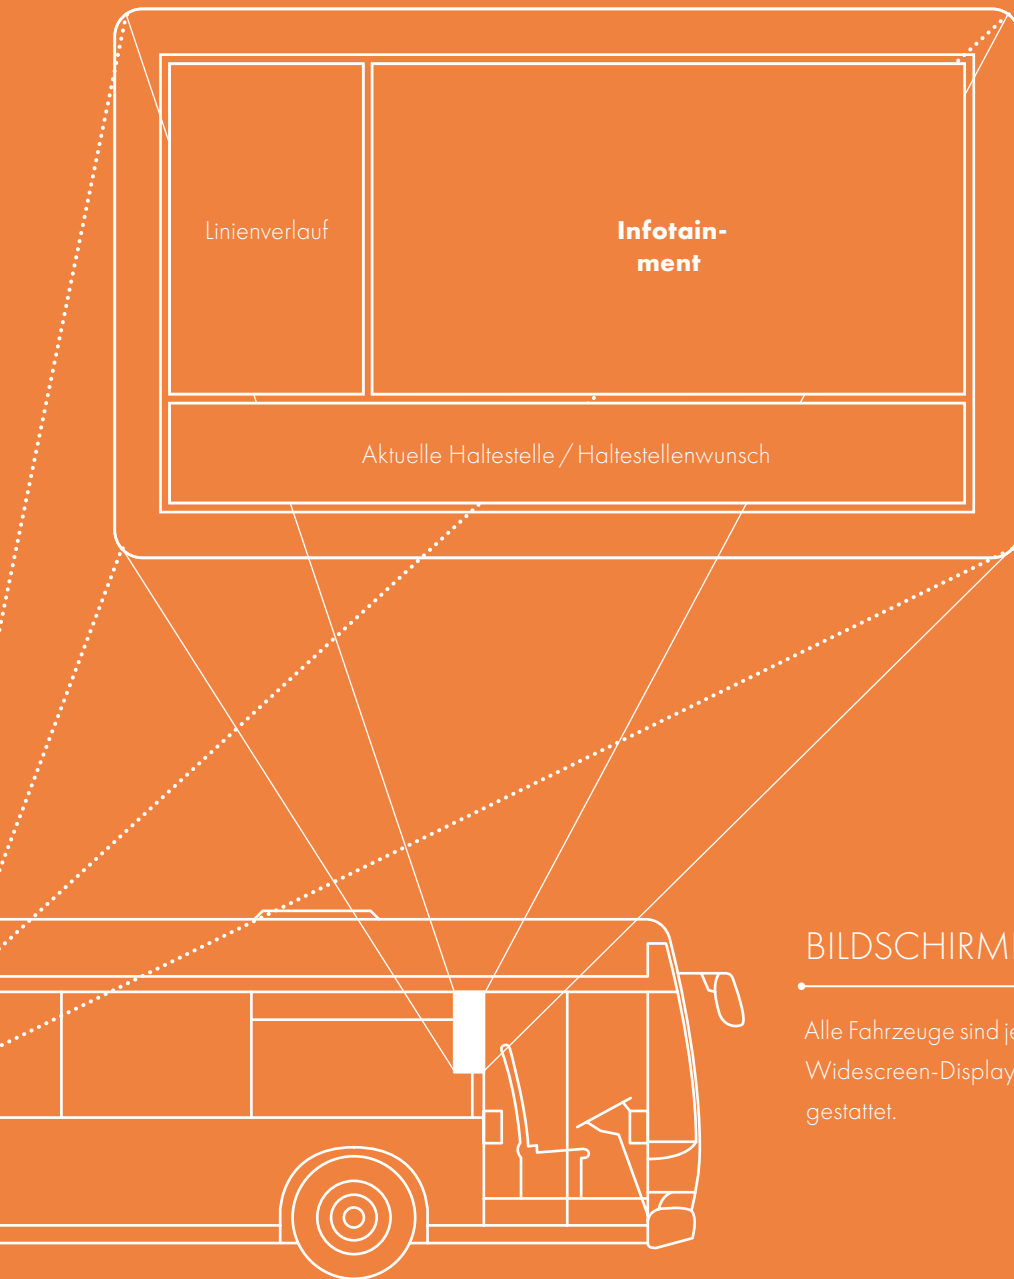 Linienverlauf
Infotain-
ment
Aktuelle Haltestelle / Haltestellenwunsch
BILDSCHIRM
Alle Fahrzeuge sind
Widescreen-Display
gestattet.